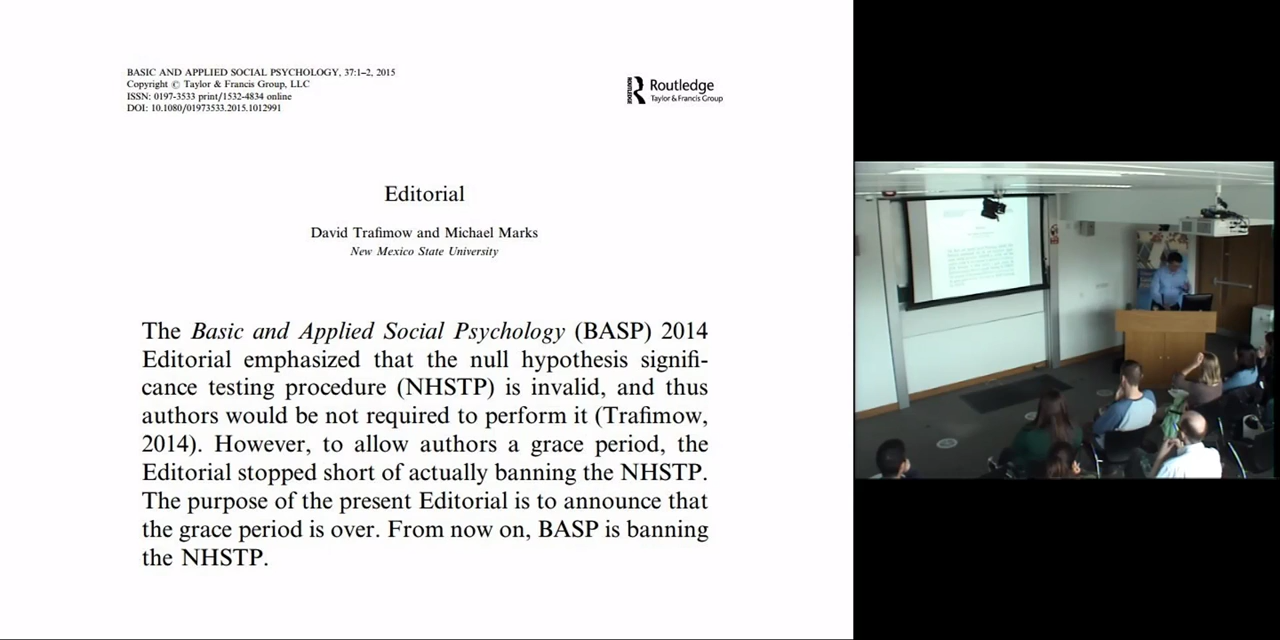 BASIC AND APPLIED SOCIAL PSYCHOLOGY, 37:1–2, 2015
Copyright © Taylor & Francis Group, LLC
ISSN: 0197-3533 print/1532-4834 online
DOI: 10.1080/01973533.2015.1012991
ROUTLEDGE
Routledge
Taylor & Francis Group
Editorial
David Trafimow and Michael Marks
New Mexico State University
The Basic and Applied Social Psychology (BASP) 2014
Editorial emphasized that the null hypothesis signifi-
cance testing procedure (NHSTP) is invalid, and thus
authors would be not required to perform it (Trafimow,
2014). However, to allow authors a grace period, the
Editorial stopped short of actually banning the NHSTP.
The purpose of the present Editorial is to announce that
the grace period is over. From now on, BASP is banning
the NHSTP.